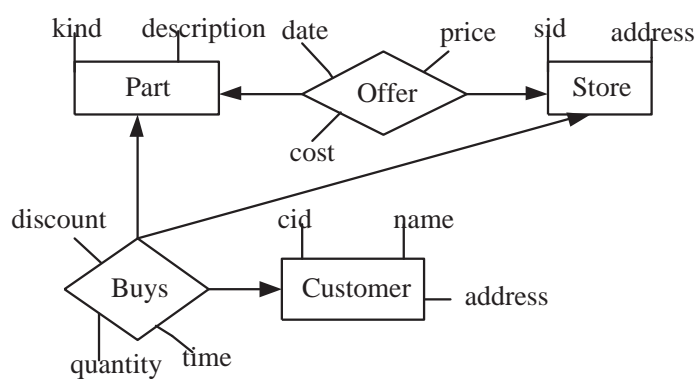 kind description date price sid address
Part Offer Store
cost
discount cid name
Buys Customer address
quantity time